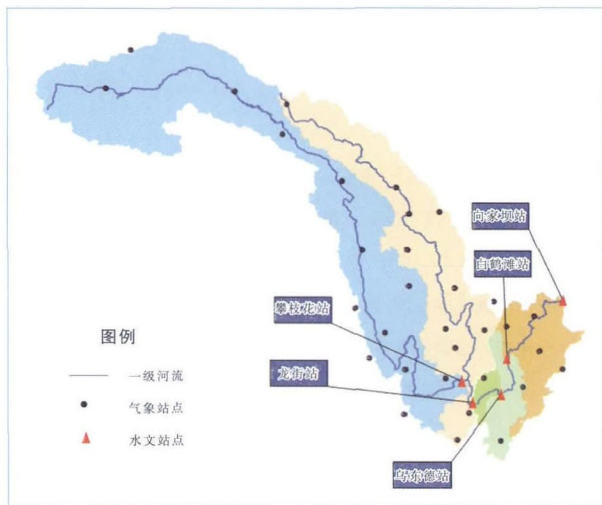 向家坝站
白鹤滩站
攀枝花站
龙街站
乌东德站
图例
一级河流
气象站点
水文站点